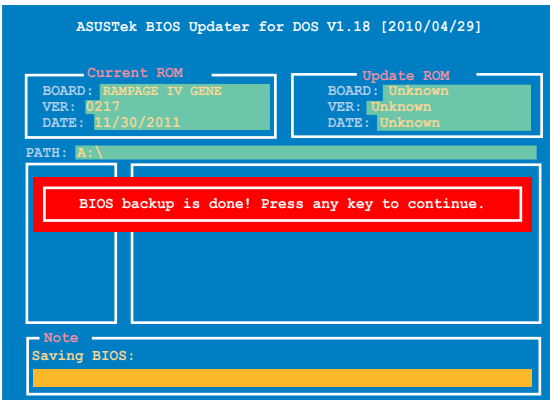 ASUSTek BIOS Updater for DOS V1.18 [2010/04/29]
Current ROM
BOARD: RAMPAGE IV GENE
VER: 0217
DATE: 11/30/2011
Update ROM
BOARD: Unknown
VER: Unknown
DATE: Unknown
PATH: A:\
BIOS backup is done! Press any key to continue.
Note
Saving BIOS: